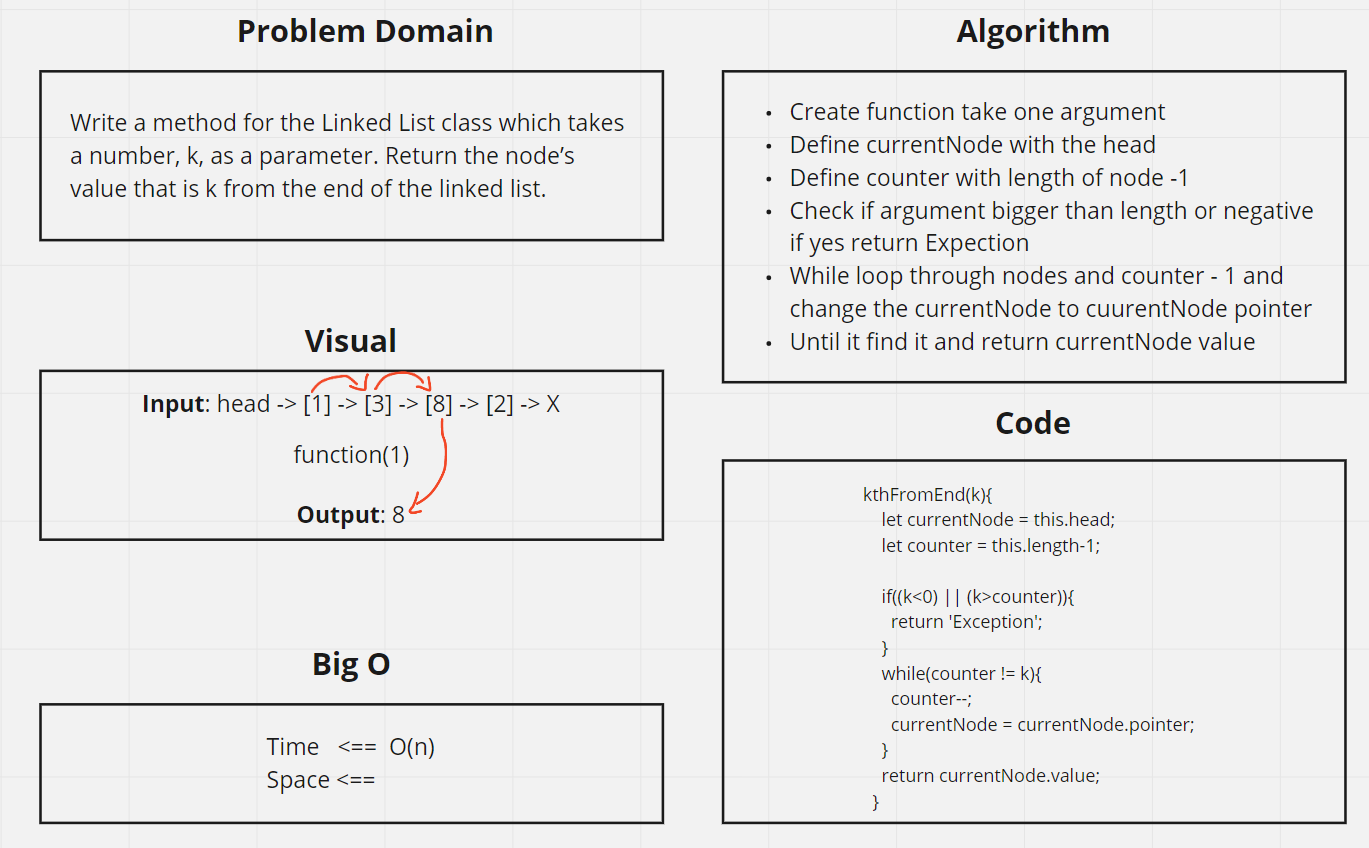 Problem Domain
Write a method for the Linked List class which takes
a number, k, as a parameter. Return the node’s
value that is k from the end of the linked list.
Visual
Input: head -> [1] -> [3] -> [8] -> [2] -> X
function(1)
Output: 8
Big O
Time <== O(n)
Space <==
Algorithm
• Create function take one argument
• Define currentNode with the head
• Define counter with length of node -1
• Check if argument bigger than length or negative
if yes return Expection
• While loop through nodes and counter - 1 and
change the currentNode to cuurentNode pointer
• Until it find it and return currentNode value
Code
kthFromEnd(k){
let currentNode = this.head;
let counter = this.length-1;
if((k<0) || (k>counter)){
return 'Exception';
}
while(counter != k){
counter--;
currentNode = currentNode.pointer;
}
return currentNode.value;
}